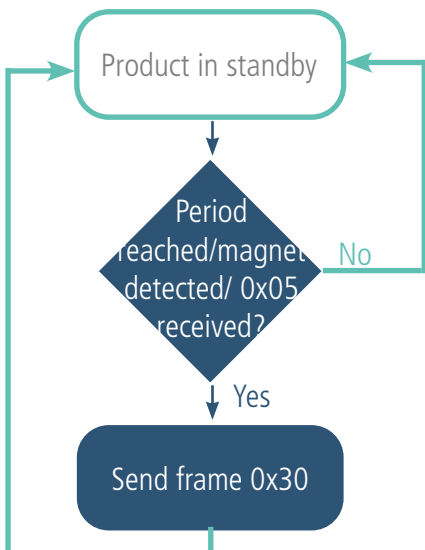 Product in standby
Period
reached/magnet
detected/ 0x05
received?
No
Yes
Send frame 0x30